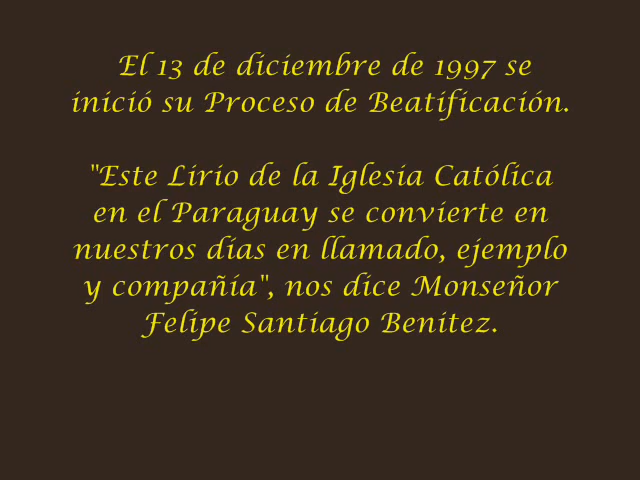 El 13 de diciembre de 1997 se
inició su Proceso de Beatificación.
"Este Lirio de la Iglesia Católica
en el Paraguay se convierte en
nuestros días en llamado, ejemplo
y compañía", nos dice Monseñor
Felipe Santiago Benitez.